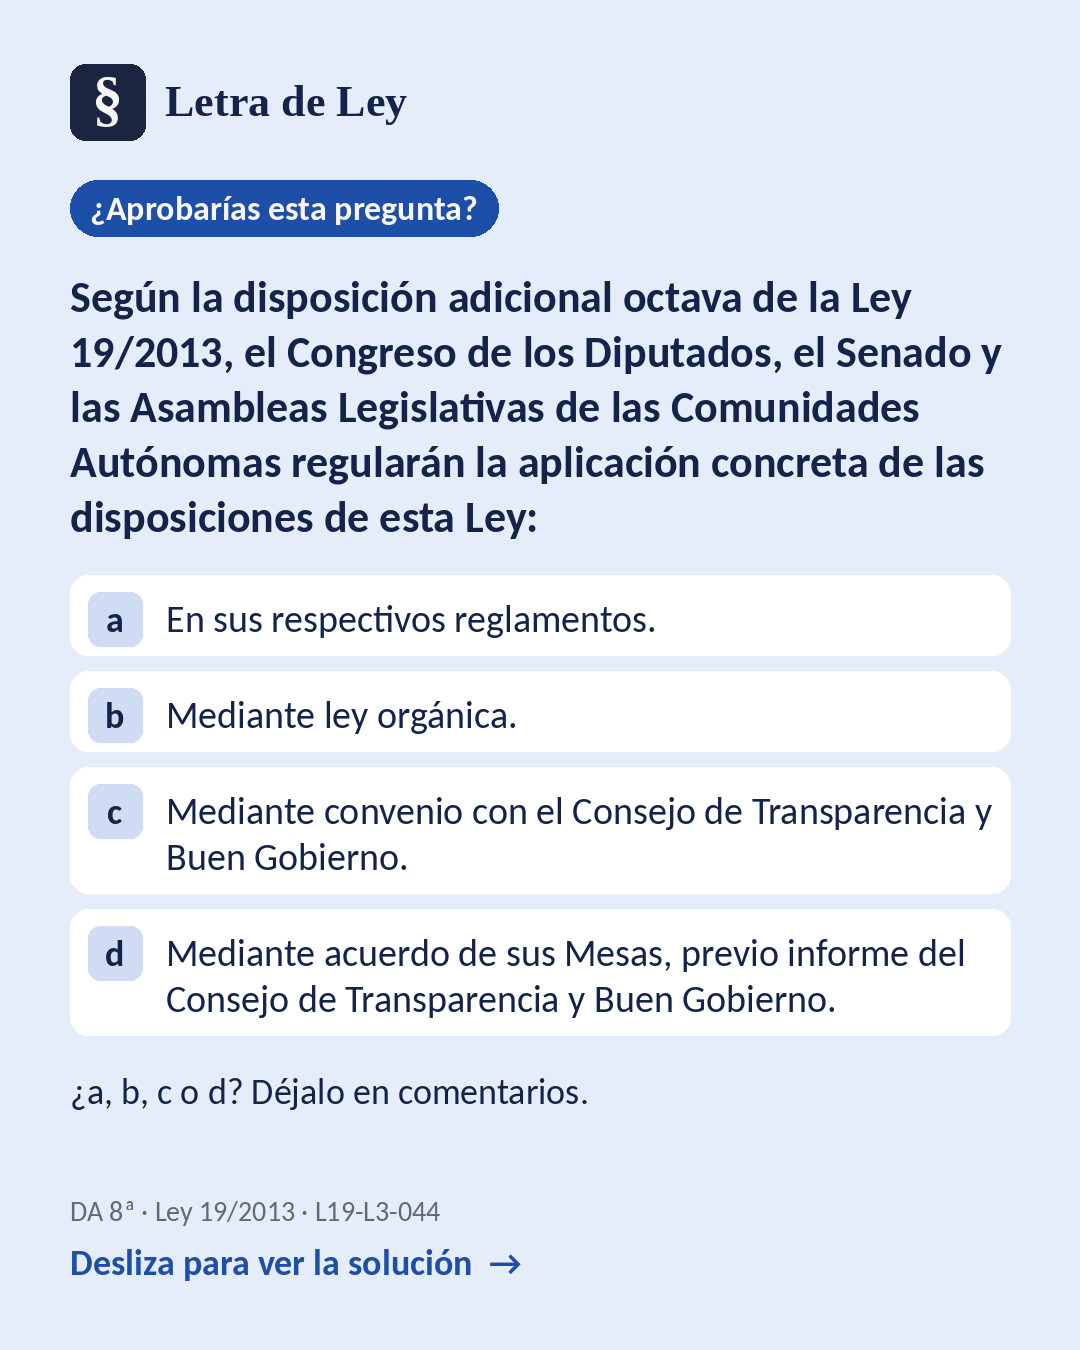 § Letra de Ley
¿Aprobarías esta pregunta?
Según la disposición adicional octava de la Ley
19/2013, el Congreso de los Diputados, el Senado y
las Asambleas Legislativas de las Comunidades
Autónomas regularán la aplicación concreta de las
disposiciones de esta Ley:
a En sus respectivos reglamentos.
b Mediante ley orgánica.
c Mediante convenio con el Consejo de Transparencia y
Buen Gobierno.
d Mediante acuerdo de sus Mesas, previo informe del
Consejo de Transparencia y Buen Gobierno.
¿a, b, c o d? Déjalo en comentarios.
DA 8ª · Ley 19/2013 · L19-L3-044
Desliza para ver la solución →